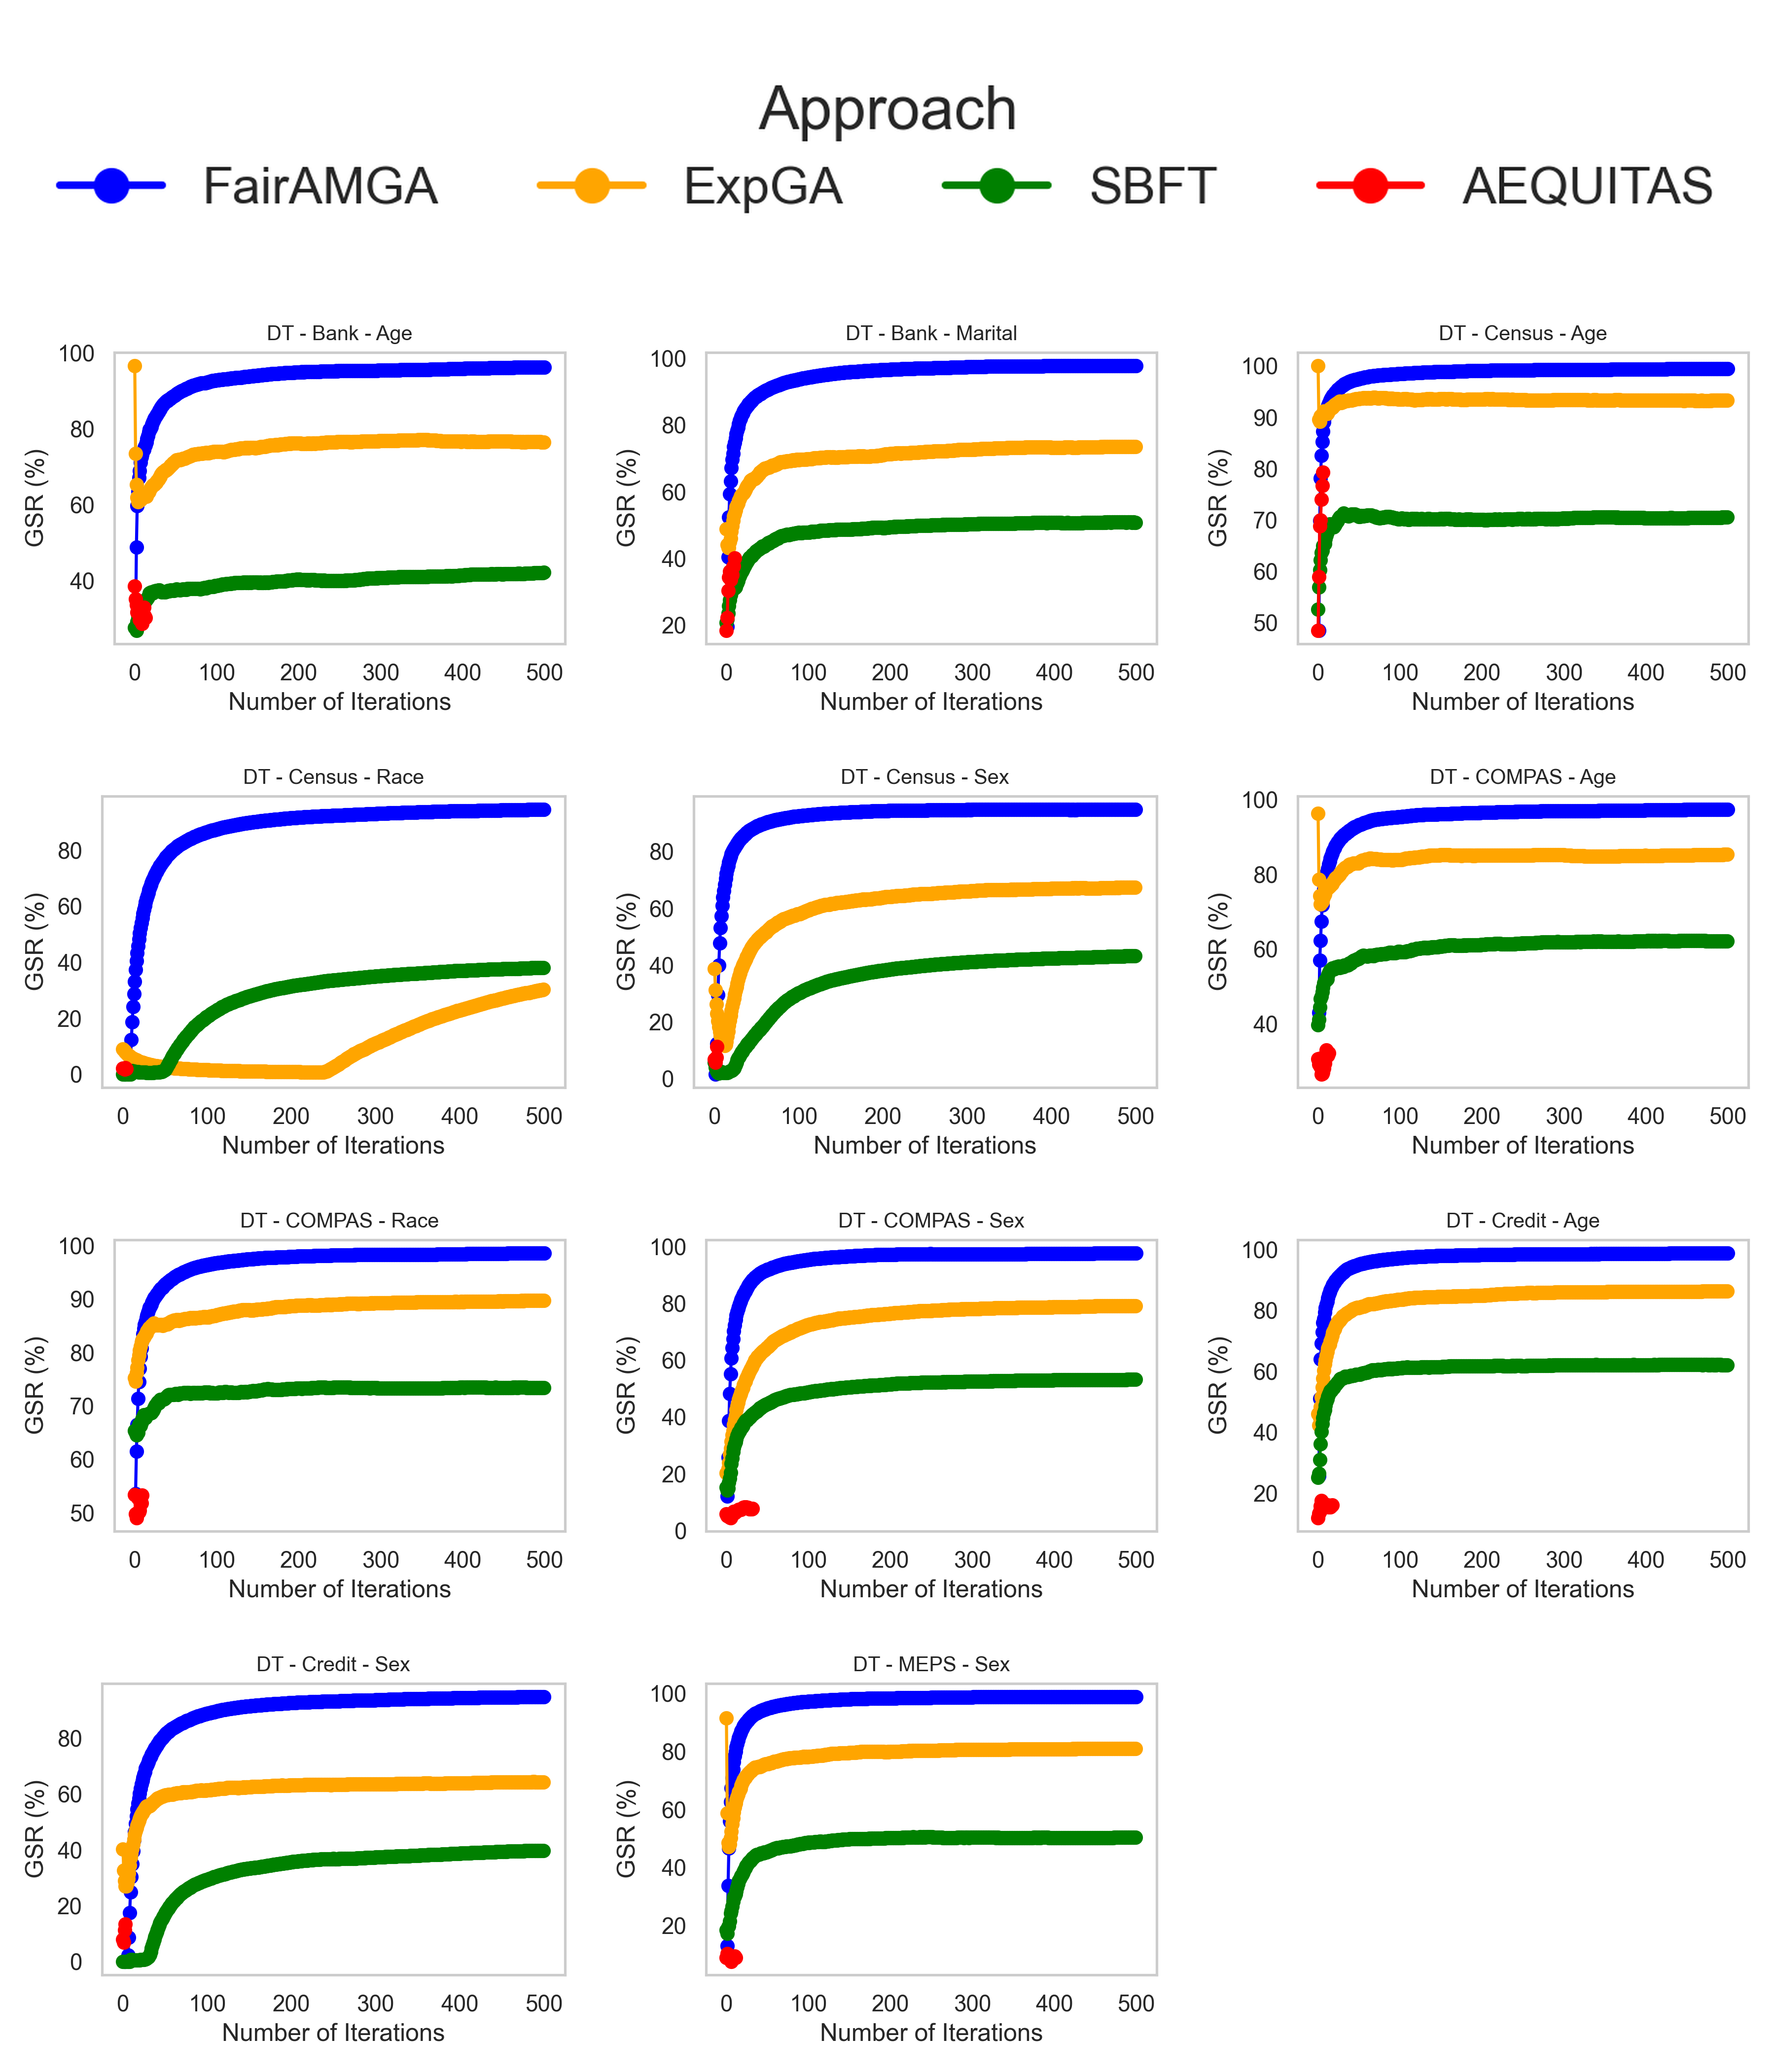 Approach
FairAMGA ExpGA SBFT AEQUITAS
DT - Bank - Age
GSR (%)
100
80
60
40
0 100 200 300 400 500
Number of Iterations
DT - Bank - Marital
GSR (%)
100
80
60
40
20
0 100 200 300 400 500
Number of Iterations
DT - Census - Age
GSR (%)
100
90
80
70
60
50
0 100 200 300 400 500
Number of Iterations
DT - Census - Race
GSR (%)
80
60
40
20
0
0 100 200 300 400 500
Number of Iterations
DT - Census - Sex
GSR (%)
80
60
40
20
0
0 100 200 300 400 500
Number of Iterations
DT - COMPAS - Age
GSR (%)
100
80
60
40
0 100 200 300 400 500
Number of Iterations
DT - COMPAS - Race
GSR (%)
100
90
80
70
60
50
0 100 200 300 400 500
Number of Iterations
DT - COMPAS - Sex
GSR (%)
100
80
60
40
20
0
0 100 200 300 400 500
Number of Iterations
DT - Credit - Age
GSR (%)
100
80
60
40
20
0 100 200 300 400 500
Number of Iterations
DT - Credit - Sex
GSR (%)
80
60
40
20
0
0 100 200 300 400 500
Number of Iterations
DT - MEPS - Sex
GSR (%)
100
80
60
40
20
0 100 200 300 400 500
Number of Iterations